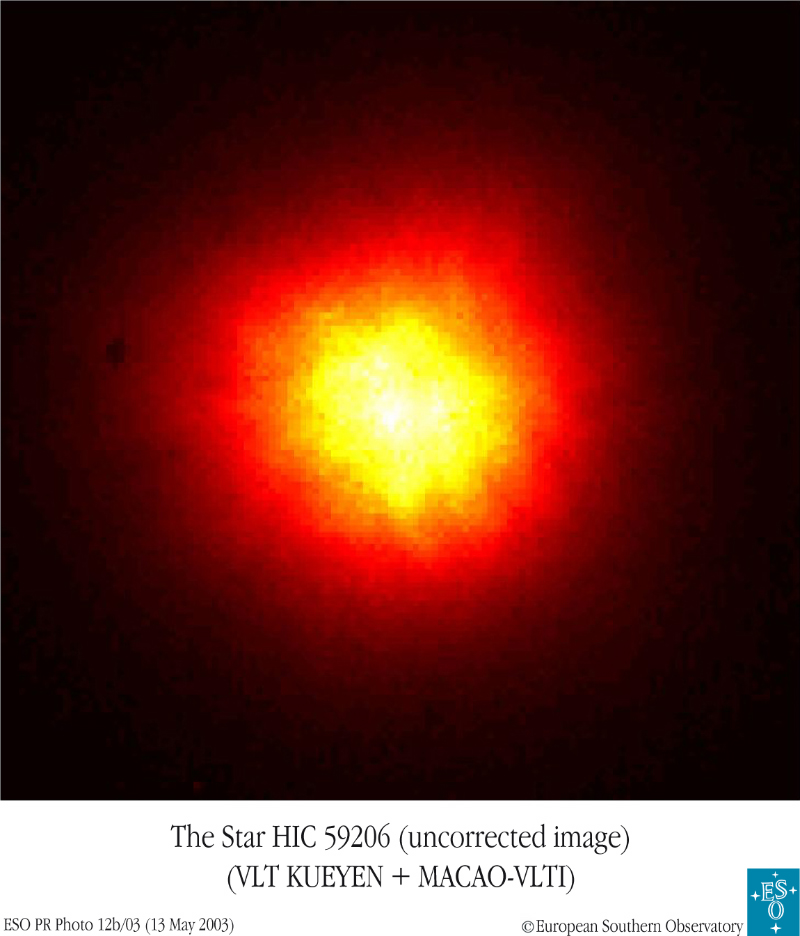 The Star HIC 59206 (uncorrected image)
(VLT KUEYEN + MACAO-VLTI)
ESO PR Photo 12b/03 (13 May 2003)
© European Southern Observatory
ESO